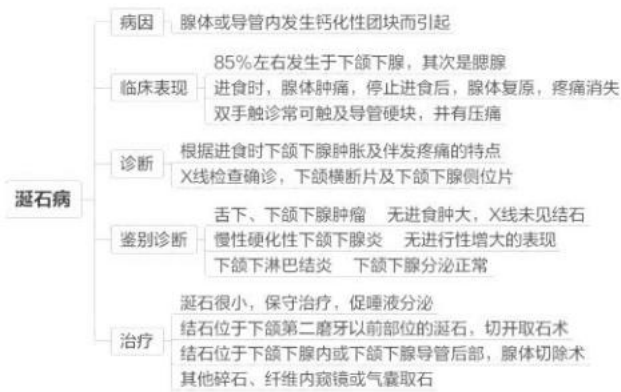 涎石病
病因
腺体或导管内发生钙化性团块而引起
临床表现
85%左右发生于下颌下腺，其次是腮腺
进食时，腺体肿痛，停止进食后，腺体复原，疼痛消失
双手触诊常可触及导管硬块，并有压痛
诊断
根据进食时下颌下腺肿胀及伴发疼痛的特点
X线检查确诊，下颌横断片及下颌下腺侧位片
鉴别诊断
舌下、下颌下腺肿瘤 无进食肿大，X线未见结石
慢性硬化性下颌下腺炎 无进行性增大的表现
下颌下淋巴结炎 下颌下腺分泌正常
治疗
涎石很小，保守治疗，促唾液分泌
结石位于下颌第二磨牙以前部位的涎石，切开取石术
结石位于下颌下腺内或下颌下腺导管后部，腺体切除术
其他碎石、纤维内窥镜或气囊取石